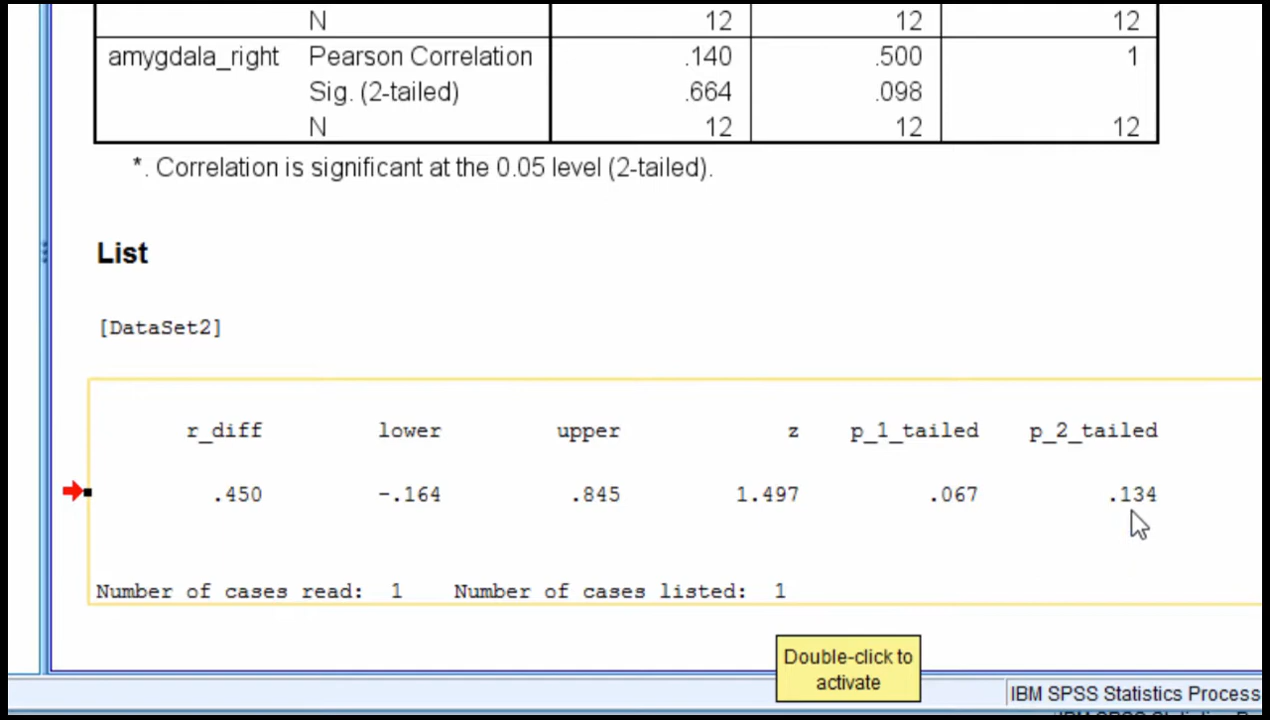 N 12 12 12
amygdala_right Pearson Correlation .140 .500 1
Sig. (2-tailed) .664 .098
N 12 12 12
*. Correlation is significant at the 0.05 level (2-tailed).
List
[DataSet2]
r_diff lower upper z p_1_tailed p_2_tailed
.450 -.164 .845 1.497 .067 .134
Number of cases read: 1 Number of cases listed: 1
Double-click to
activate
IBM SPSS Statistics Process